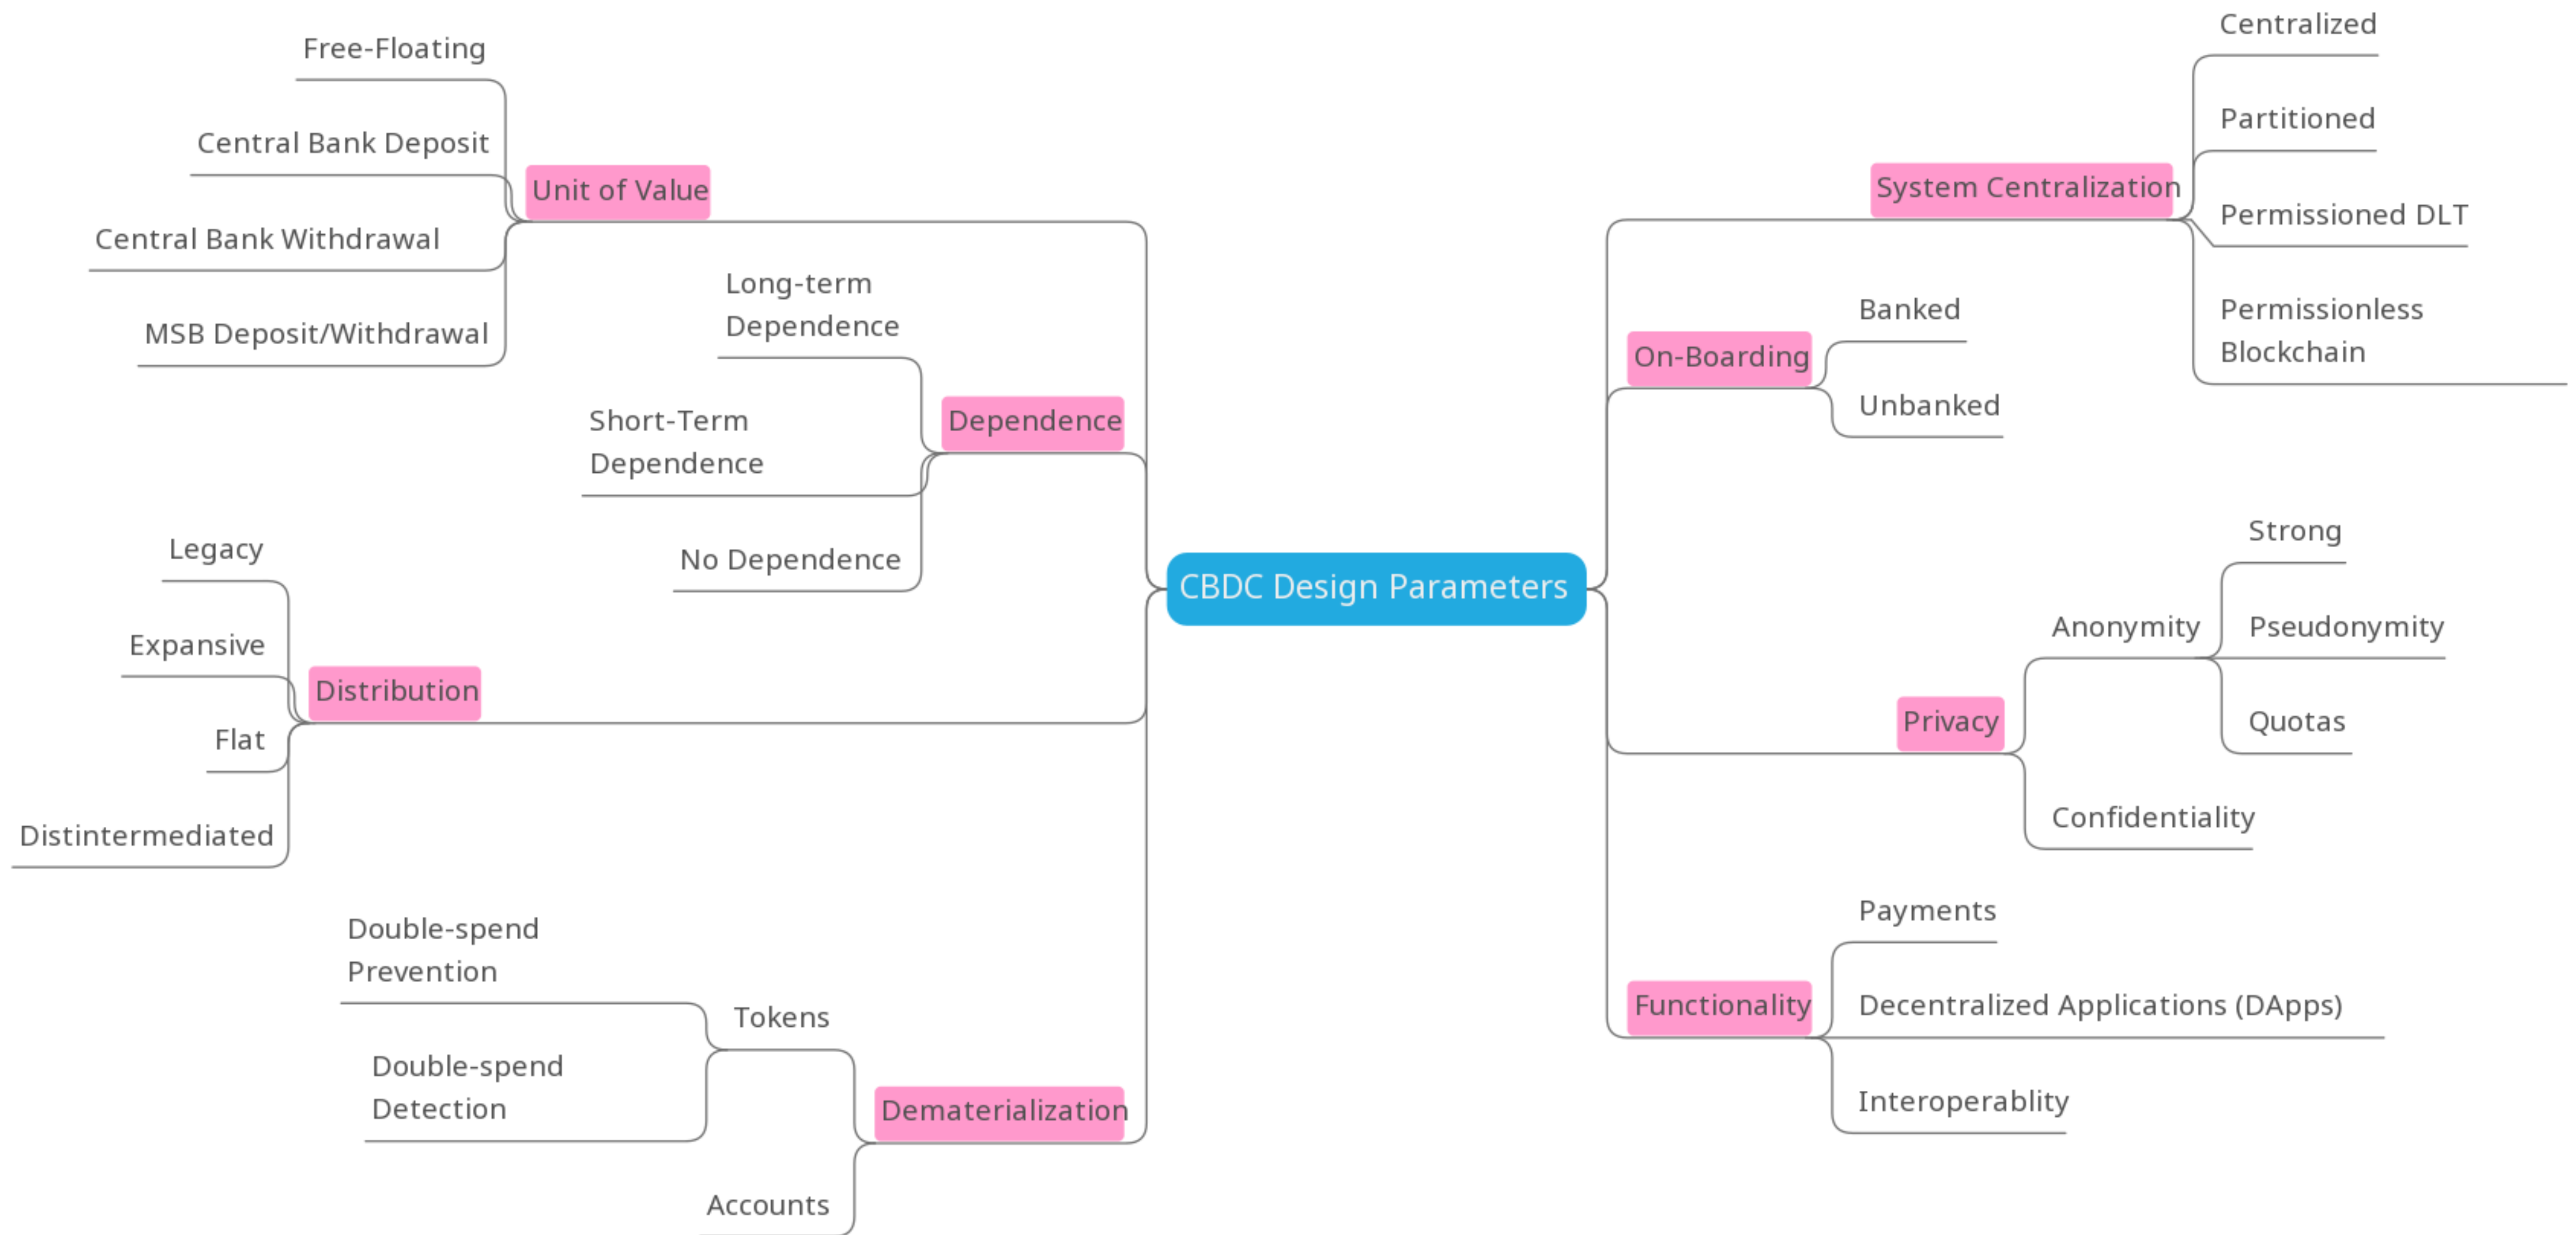 Free-Floating
Central Bank Deposit
Unit of Value
Central Bank Withdrawal
MSB Deposit/Withdrawal
Long-term
Dependence
Short-Term
Dependence
Dependence
No Dependence
Legacy
Expansive
Distribution
Flat
Distintermediated
Double-spend
Prevention
Tokens
Double-spend
Detection
Dematerialization
Accounts
CBDC Design Parameters
Centralized
Partitioned
System Centralization
Permissioned DLT
Permissionless
Blockchain
Banked
On-Boarding
Unbanked
Strong
Anonymity
Pseudonymity
Quotas
Privacy
Confidentiality
Payments
Functionality
Decentralized Applications (DApps)
Interoperablity